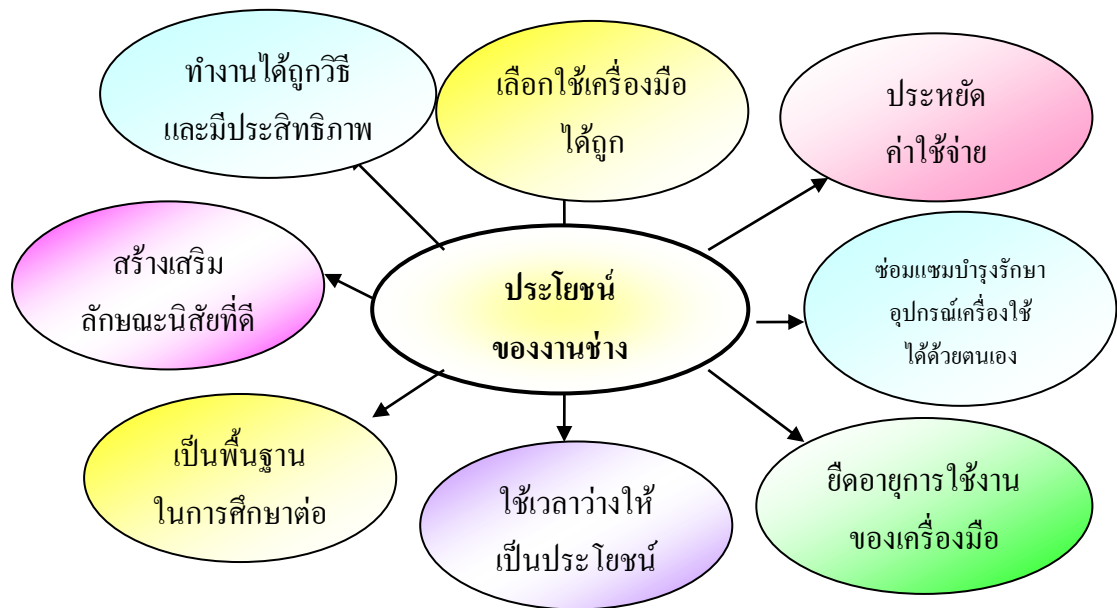 ทำงานได้ถูกวิธี
และมีประสิทธิภาพ
เลือกใช้เครื่องมือ
ได้ถูก
ประหยัด
ค่าใช้จ่าย
สร้างเสริม
ลักษณะนิสัยที่ดี
ประโยชน์
ของงานช่าง
ซ่อมแซมบำรุงรักษา
อุปกรณ์เครื่องใช้
ได้ด้วยตนเอง
เป็นพื้นฐาน
ในการศึกษาต่อ
ใช้เวลาว่างให้
เป็นประโยชน์
ยืดอายุการใช้งาน
ของเครื่องมือ